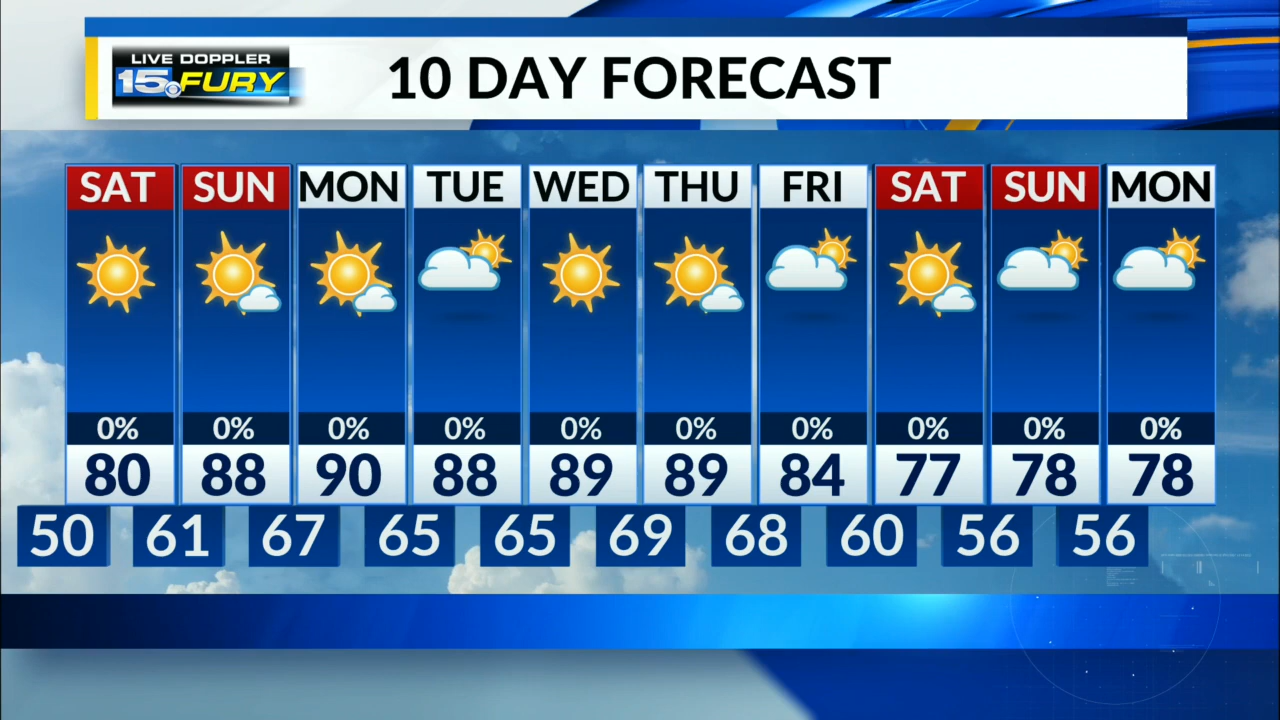 LIVE DOPPLER
15 FURY
10 DAY FORECAST
SAT SUN MON TUE WED THU FRI SAT SUN MON
0% 0% 0% 0% 0% 0% 0% 0% 0% 0%
80 88 90 88 89 89 84 77 78 78
50 61 67 65 65 69 68 60 56 56